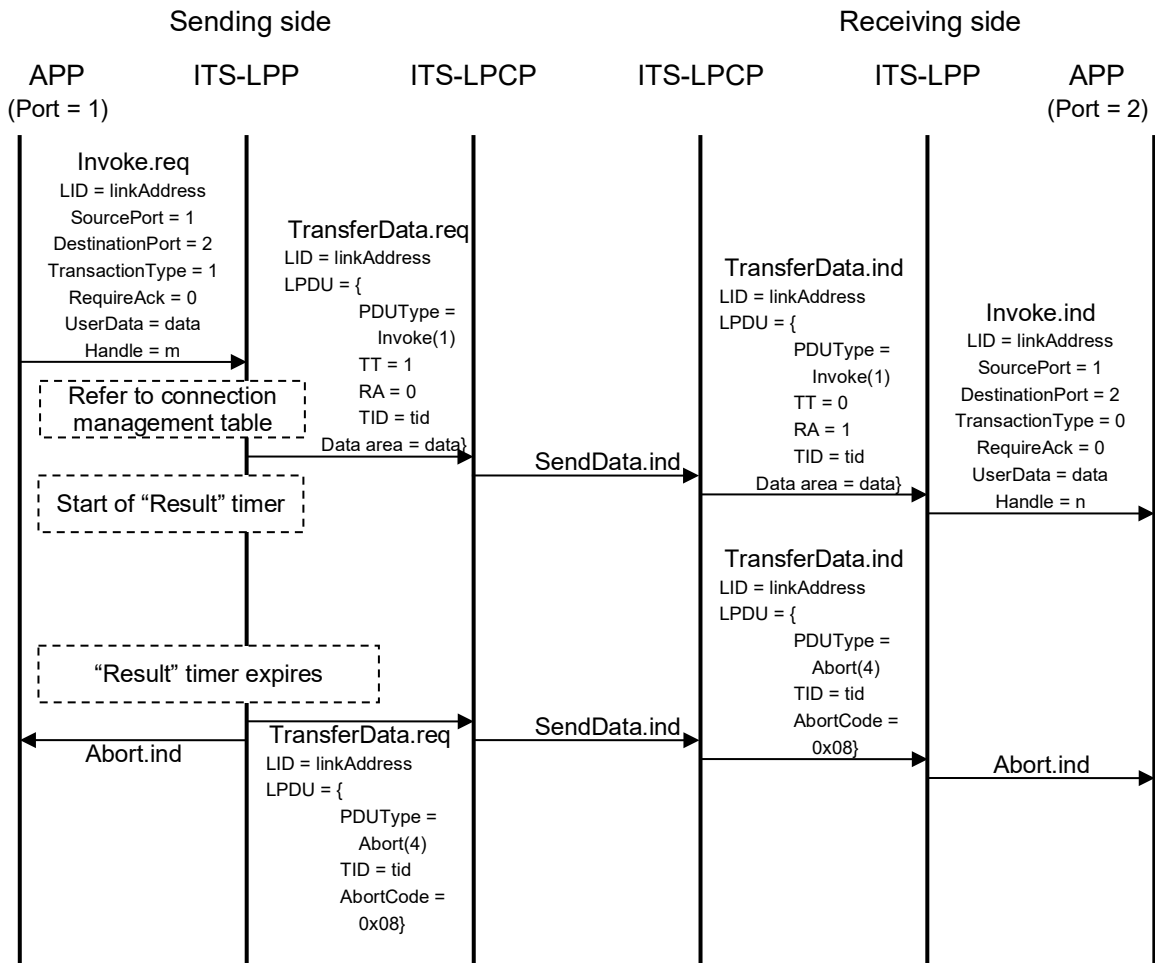 Sending side
Receiving side
APP
(Port = 1)
ITS-LPP
ITS-LPCP
ITS-LPCP
ITS-LPP
APP
(Port = 2)
Invoke.req
LID = linkAddress
SourcePort = 1
DestinationPort = 2
TransactionType = 1
RequireAck = 0
UserData = data
Handle = m
Refer to connection
management table
TransferData.req
LID = linkAddress
LPDU = {
PDUType =
Invoke(1)
TT = 1
RA = 0
TID = tid
Data area = data}
Start of “Result” timer
SendData.ind
TransferData.ind
LID = linkAddress
LPDU = {
PDUType =
Invoke(1)
TT = 0
RA = 1
TID = tid
Data area = data}
Invoke.ind
LID = linkAddress
SourcePort = 1
DestinationPort = 2
TransactionType = 0
RequireAck = 0
UserData = data
Handle = n
“Result” timer expires
Abort.ind
TransferData.req
LID = linkAddress
LPDU = {
PDUType =
Abort(4)
TID = tid
AbortCode =
0x08}
SendData.ind
TransferData.ind
LID = linkAddress
LPDU = {
PDUType =
Abort(4)
TID = tid
AbortCode =
0x08}
Abort.ind